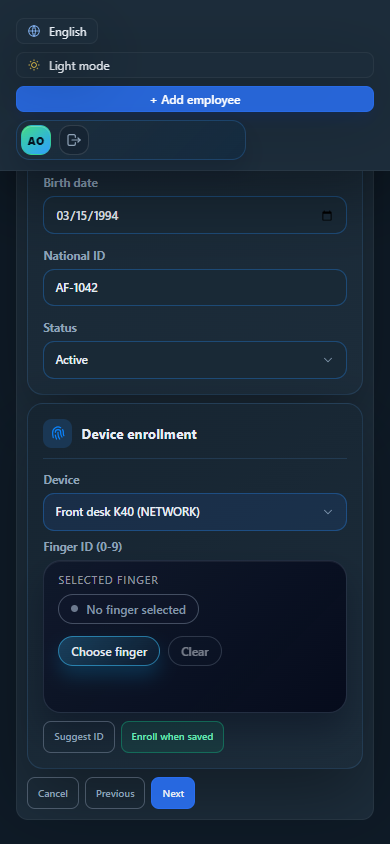 English
Light mode
+ Add employee
AO
Birth date
03/15/1994
National ID
AF-1042
Status
Active
Device enrollment
Device
Front desk K40 (NETWORK)
Finger ID (0-9)
SELECTED FINGER
No finger selected
Choose finger
Clear
Suggest ID
Enroll when saved
Cancel
Previous
Next